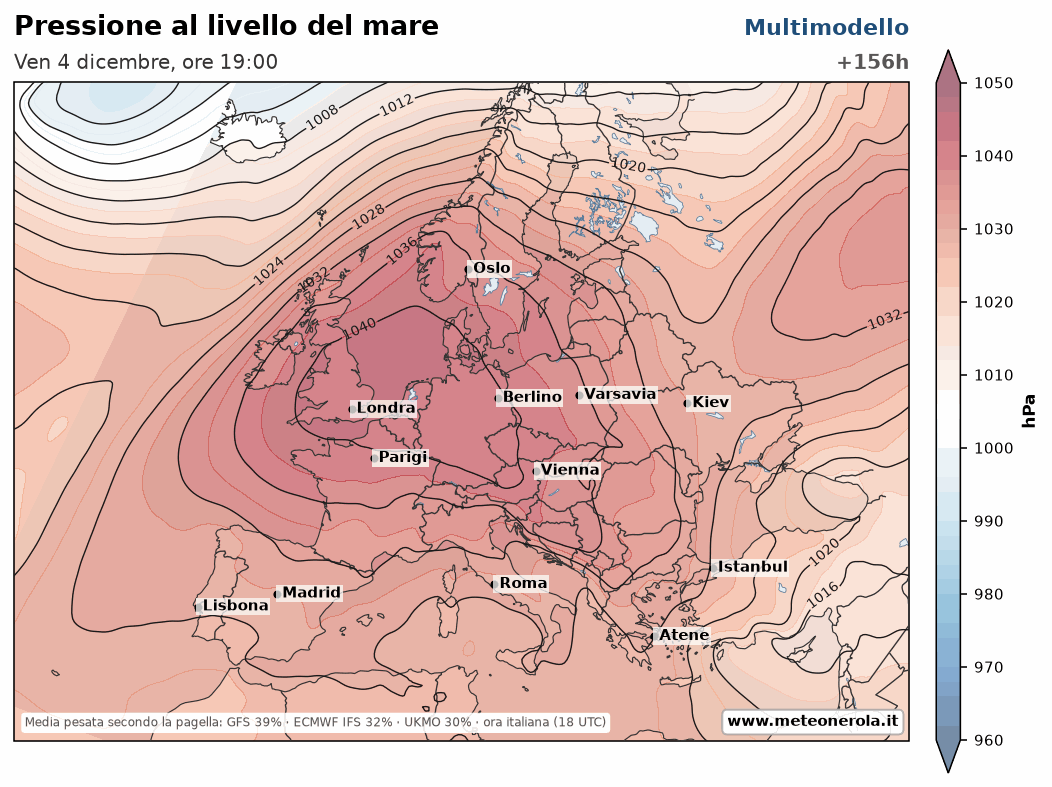 Pressione al livello del mare
Multimodello
Ven 4 dicembre, ore 19:00
+156h
1008
1012
1020
1028
1036
1024
1032
1040
1032
Oslo
Berlino
Varsavia
Kiev
Londra
Parigi
Vienna
1020
Istanbul
Roma
Madrid
1016
Lisbona
Atene
Media pesata secondo la pagella: GFS 39% · ECMWF IFS 32% · UKMO 30% · ora italiana (18 UTC)
www.meteonerola.it
1050
1040
1030
1020
1010
1000
990
980
970
960
hPa